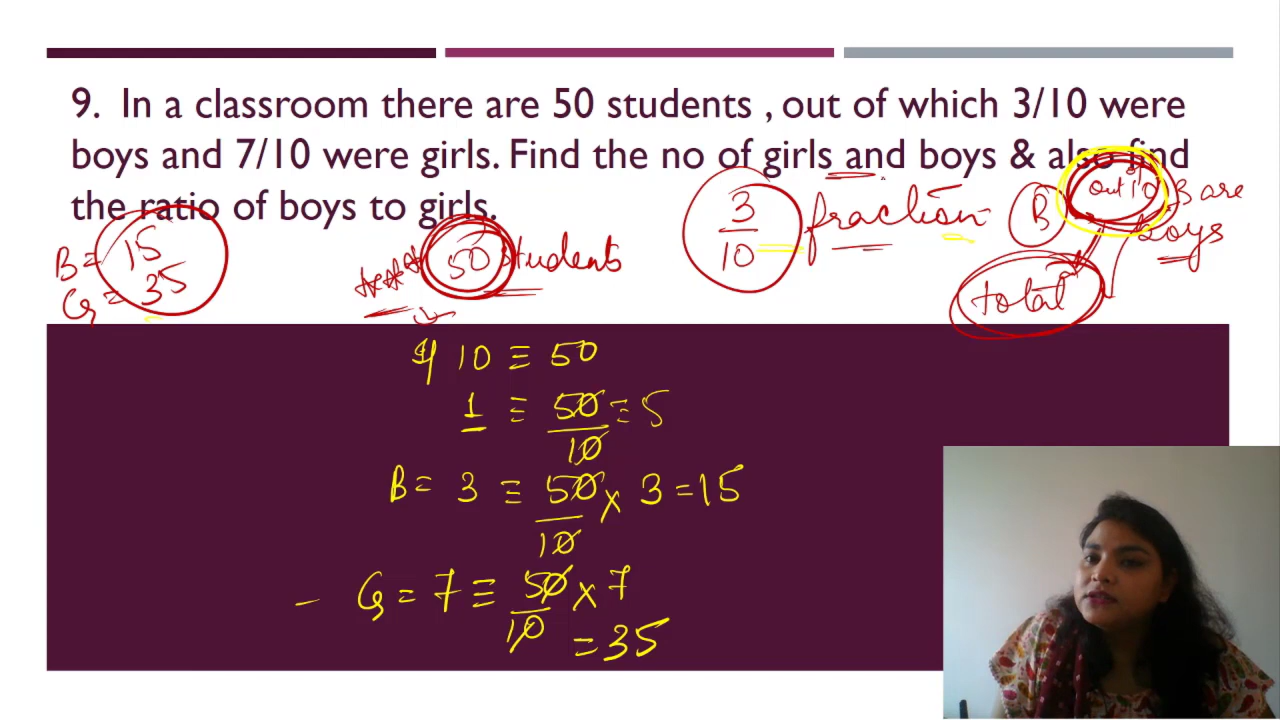 9. In a classroom there are 50 students , out of which 3/10 were
boys and 7/10 were girls. Find the no of girls and boys & also find
the ratio of boys to girls.
B = 15
G = 35
50 students
3/10 fraction
B out of 10 3 are
boys
total
If 10 ≡ 50
1 ≡ 50/10 ≡ 5
B = 3 ≡ 50/10 x 3 = 15
G = 7 ≡ 50/10 x 7
= 35